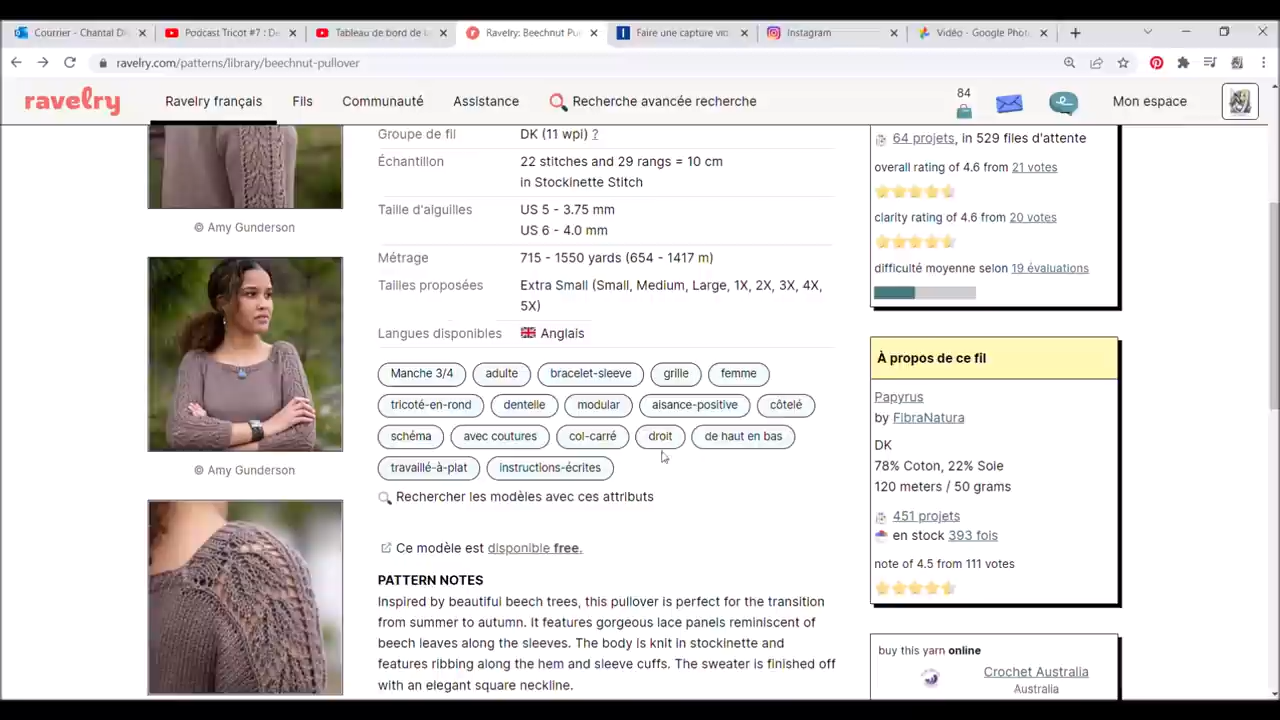 Courrier - Chantal D
Podcast Tricot #7 : De
Tableau de bord de la
Ravelry: Beechnut Pu
Faire une capture vi
Instagram
Vidéo - Google Phot
ravelry.com/patterns/library/beechnut-pullover
ravelry
Ravelry français
Fils
Communauté
Assistance
Recherche avancée recherche
84
Mon espace
Groupe de fil
DK (11 wpi) ?
Échantillon
22 stitches and 29 rangs = 10 cm
in Stockinette Stitch
Taille d'alguilles
US 5 - 3.75 mm
US 6 - 4.0 mm
Métrage
715 - 1550 yards (654 - 1417 m)
Tailles proposées
Extra Small (Small, Medium, Large, 1X, 2X, 3X, 4X,
5X)
Langues disponibles
Anglais
Manche 3/4
adulte
bracelet-sleeve
grille
femme
tricoté-en-rond
dentelle
modular
aisance-positive
côtelé
schéma
avec coutures
col-carré
droit
de haut en bas
travaillé-à-plat
instructions-écrites
Rechercher les modèles avec ces attributs
Ce modèle est disponible free.
PATTERN NOTES
Inspired by beautiful beech trees, this pullover is perfect for the transition
from summer to autumn. It features gorgeous lace panels reminiscent of
beech leaves along the sleeves. The body is knit in stockinette and
features ribbing along the hem and sleeve cuffs. The sweater is finished off
with an elegant square neckline.
© Amy Gunderson
© Amy Gunderson
64 projets, in 529 files d'attente
overall rating of 4.6 from 21 votes
clarity rating of 4.6 from 20 votes
difficulté moyenne selon 19 évaluations
À propos de ce fil
Papyrus
by FibraNatura
DK
78% Coton, 22% Soie
120 meters / 50 grams
451 projets
en stock 393 fois
note of 4.5 from 111 votes
buy this yarn online
Crochet Australia
Australia